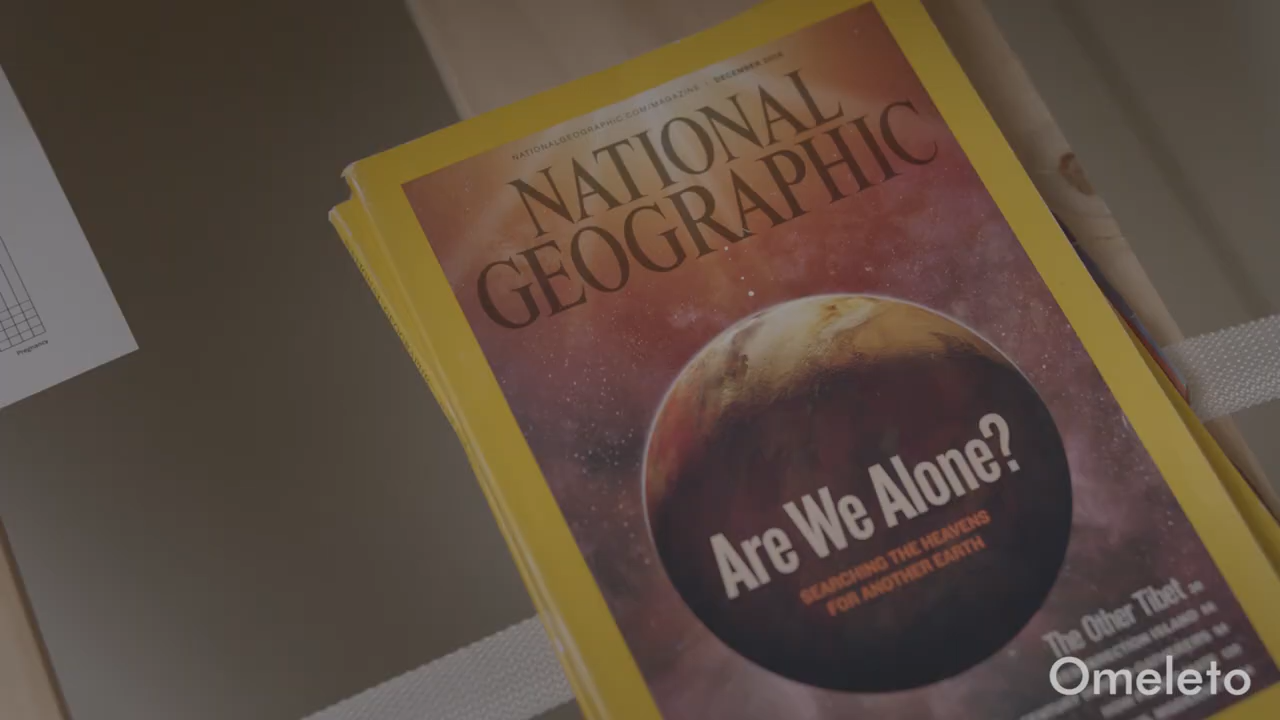 NATIONALGEOGRAPHIC.COM/MAGAZINE • DECEMBER
NATIONAL
GEOGRAPHIC
Are We Alone?
SEARCHING THE HEAVENS
FOR ANOTHER EARTH
The Other Tibet
Pregnancy
Omeleto